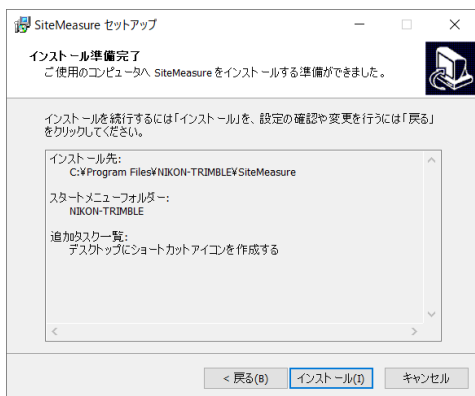 SiteMeasure セットアップ
インストール準備完了
ご使用のコンピュータへ SiteMeasure をインストールする準備ができました。
インストールを続行するには「インストール」を、設定の確認や変更を行うには「戻る」
をクリックしてください。
インストール先:
C:¥Program Files¥NIKON-TRIMBLE¥SiteMeasure
スタートメニューフォルダー:
NIKON-TRIMBLE
追加タスク一覧:
デスクトップにショートカットアイコンを作成する
< 戻る(B) インストール(I) キャンセル